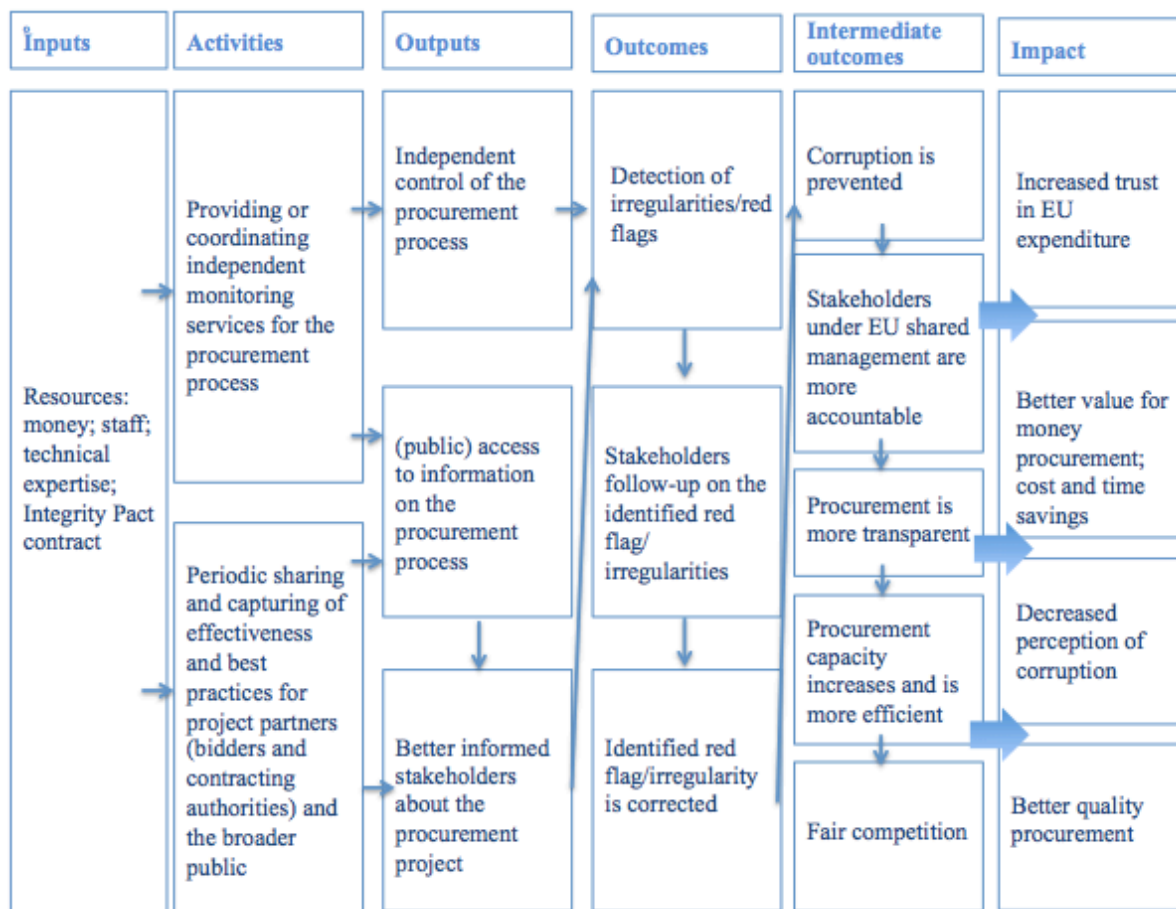 Inputs
Activities
Outputs
Outcomes
Intermediate
outcomes
Impact
Resources:
money; staff;
technical
expertise;
Integrity Pact
contract
Providing or
coordinating
independent
monitoring
services for the
procurement
process
Periodic sharing
and capturing of
effectiveness
and best
practices for
project partners
(bidders and
contracting
authorities) and
the broader
public
Independent
control of the
procurement
process
(public) access
to information
on the
procurement
process
Better informed
stakeholders
about the
procurement
project
Detection of
irregularities/red
flags
Stakeholders
follow-up on the
identified red
flag/
irregularities
Identified red
flag/irregularity
is corrected
Corruption is
prevented
Stakeholders
under EU shared
management are
more
accountable
Procurement is
more transparent
Procurement
capacity
increases and is
more efficient
Fair competition
Increased trust
in EU
expenditure
Better value for
money
procurement;
cost and time
savings
Decreased
perception of
corruption
Better quality
procurement